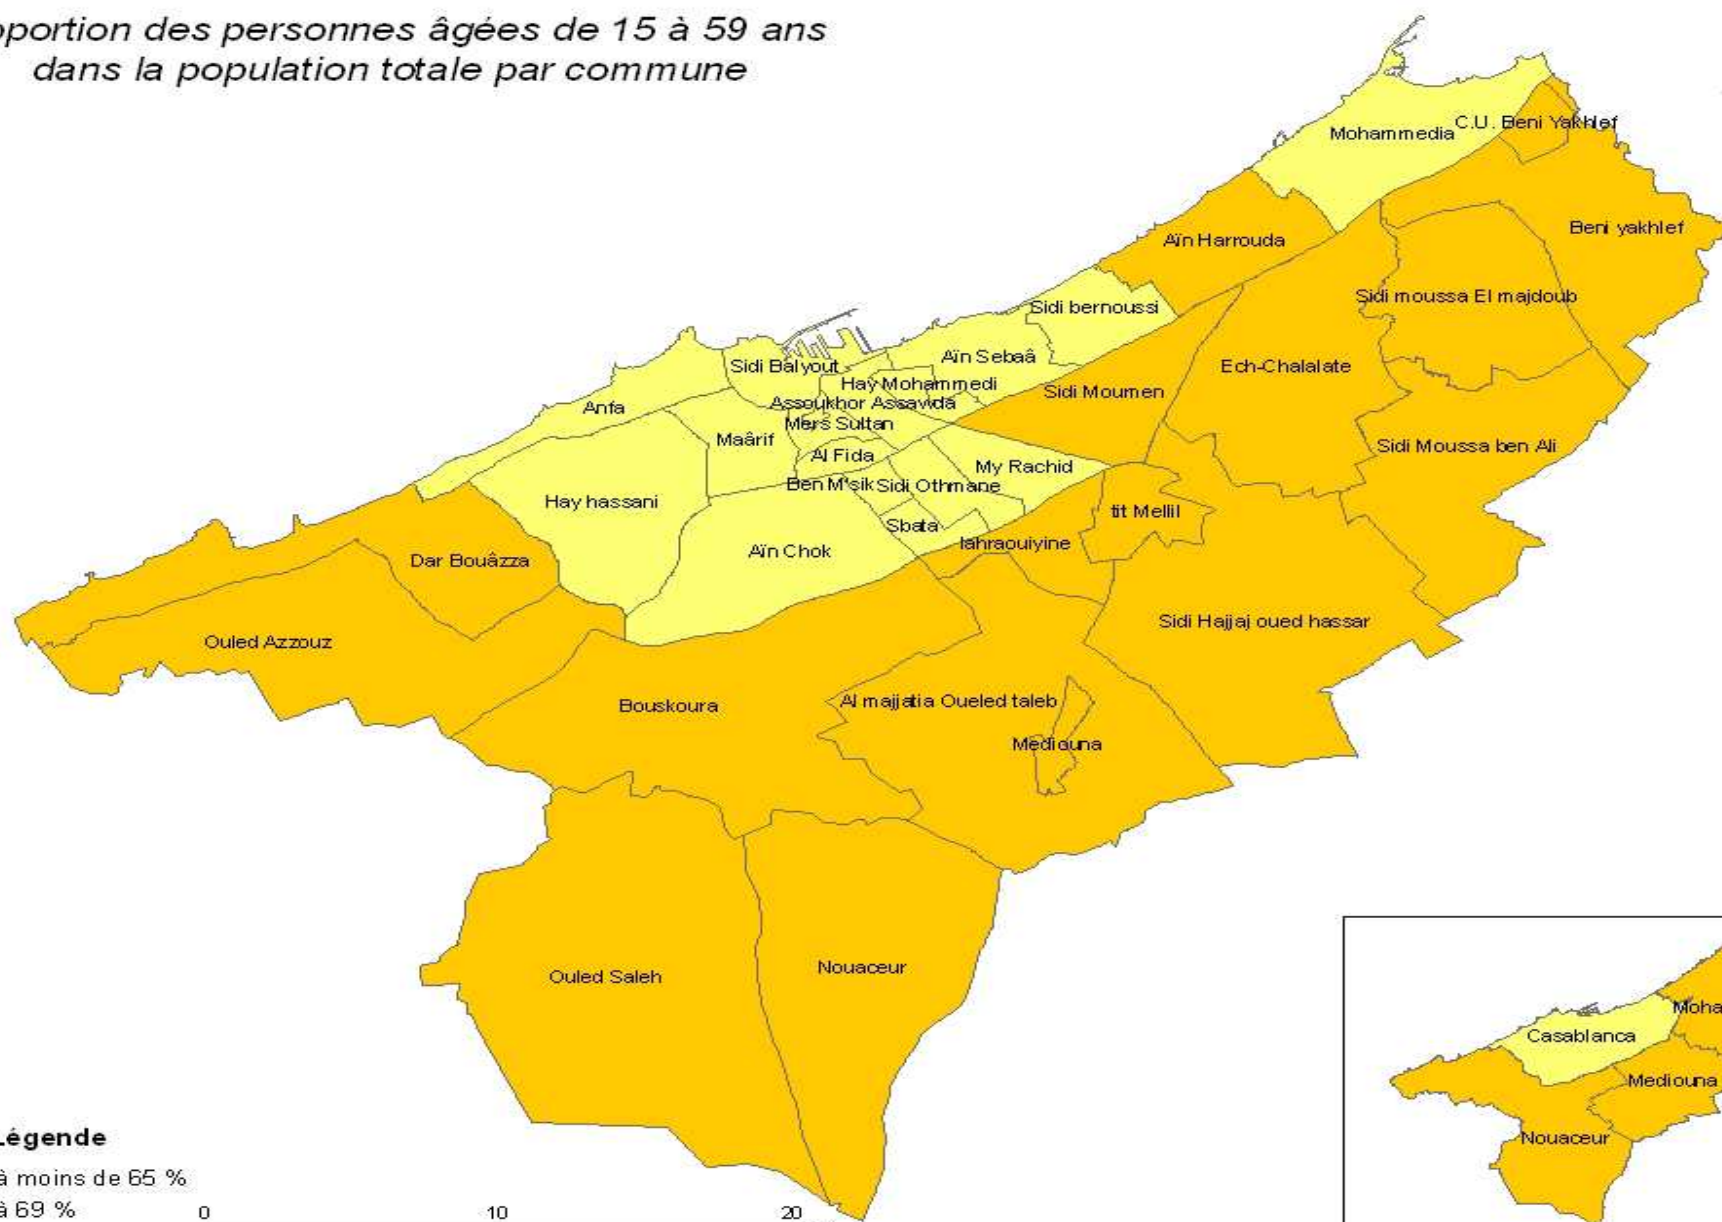 portion des personnes âgées de 15 à 59 ans
dans la population totale par commune
Mohammedia
C.U. Beni Yakhlef
Beni yakhlef
Aïn Harrouda
Sidi moussa El majdoub
Sidi bernoussi
Aïn Sebaâ
Ech-Chalalate
Sidi Balyout
Hay Mohammedi
Sidi Moumen
Assoukhor Assawda
Anfa
Mers Sultan
Maârif
Sidi Moussa ben Ali
Al Fida
My Rachid
Ben M'sik
Sidi Othmane
Hay hassani
tit Mellil
Sbata
lahraouiyine
Aïn Chok
Dar Bouâzza
Sidi Hajjaj oued hassar
Ouled Azzouz
Al majjatia Oueled taleb
Bouskoura
Mediouna
Nouaceur
Ouled Saleh
Moha
Casablanca
Mediouna
Nouaceur
Légende
à moins de 65 %
à 69 %
0 10 20